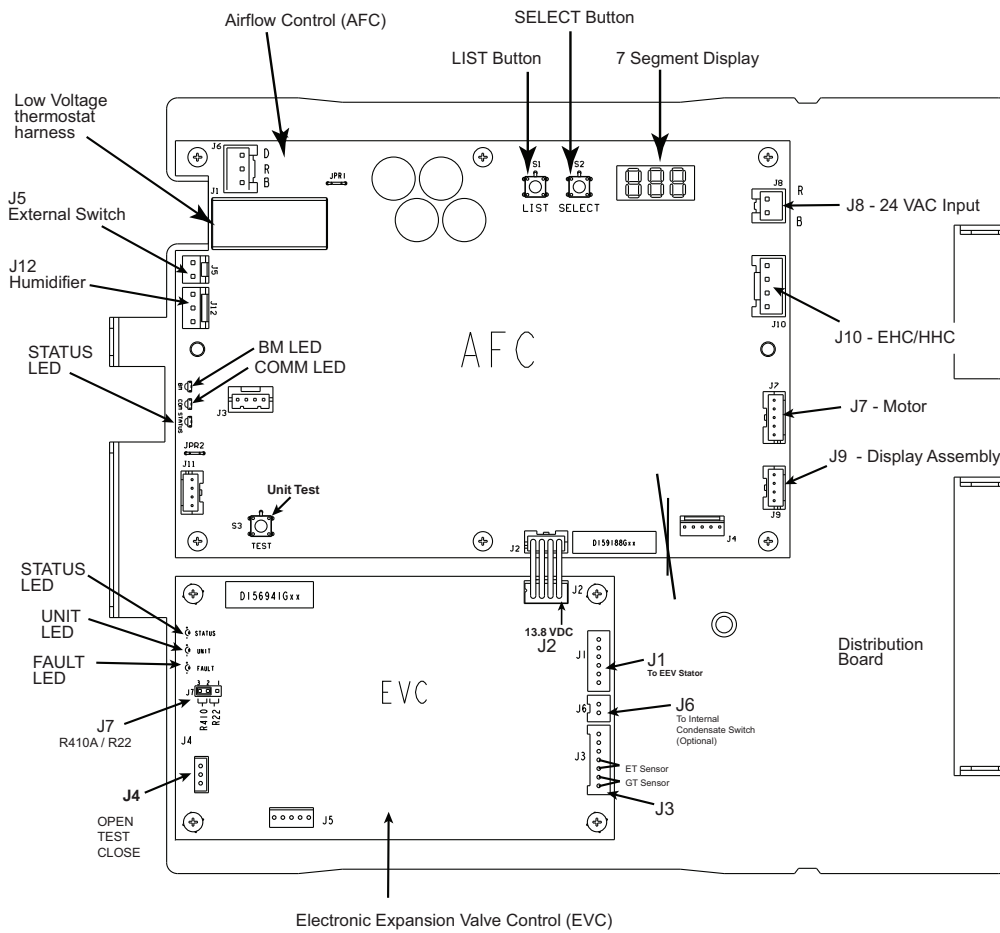 Airflow Control (AFC)
SELECT Button
LIST Button
7 Segment Display
Low Voltage
thermostat
harness
J6
D
R
B
JPR1
S1
S2
LIST
SELECT
J8
R
B
J8 - 24 VAC Input
J1
J5
External Switch
J5
J12
Humidifier
J12
J10
J10 - EHC/HHC
AFC
STATUS
LED
BM LED
COMM LED
BM
COM
STATUS
J3
J7
J7 - Motor
JPR2
J11
J9 - Display Assembly
J9
Unit Test
S3
TEST
J2
D159188Gxx
J4
STATUS
LED
UNIT
LED
FAULT
LED
D156941Gxx
STATUS
UNIT
FAULT
J2
13.8 VDC
J2
J1
J1
To EEV Stator
Distribution
Board
EVC
J7
3 2 1
R410
R22
J7
R410A / R22
J6
J6
To Internal
Condensate Switch
(Optional)
J4
J3
ET Sensor
GT Sensor
J3
J4
OPEN
TEST
CLOSE
J5
Electronic Expansion Valve Control (EVC)